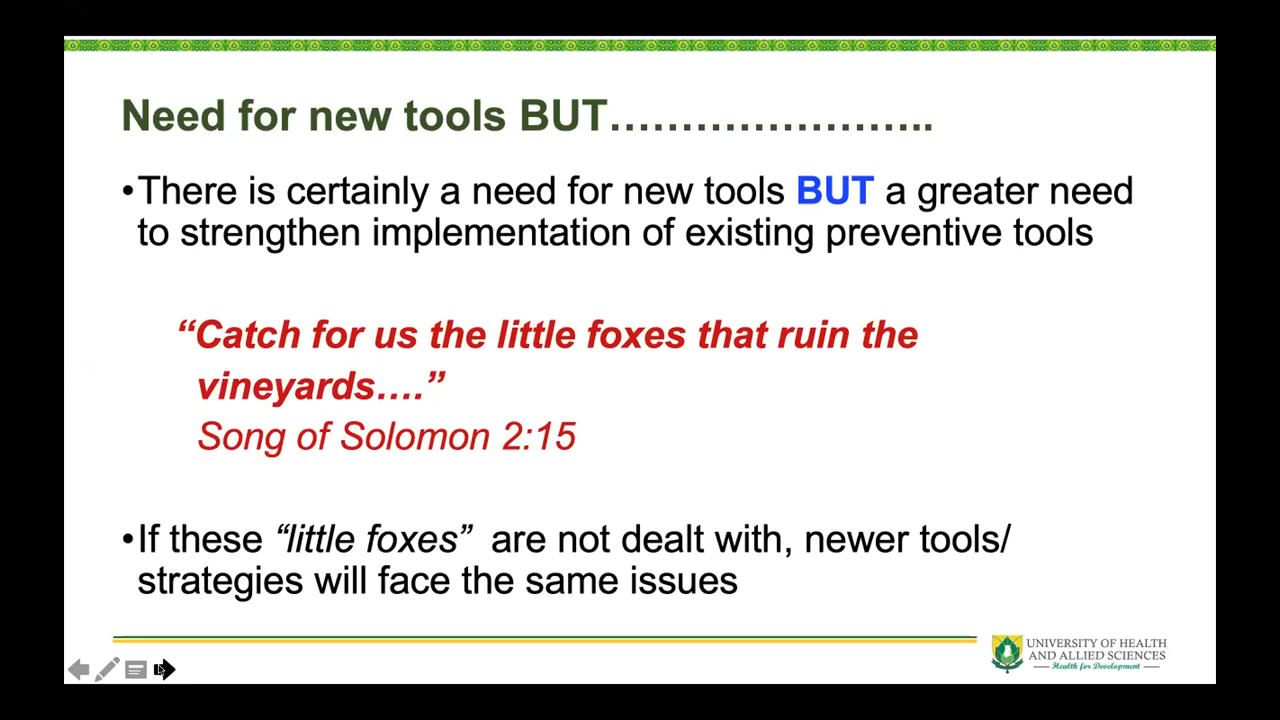 Need for new tools BUT……………………..
•There is certainly a need for new tools BUT a greater need
to strengthen implementation of existing preventive tools
“Catch for us the little foxes that ruin the
vineyards….”
Song of Solomon 2:15
•If these “little foxes” are not dealt with, newer tools/
strategies will face the same issues
UNIVERSITY OF HEALTH
AND ALLIED SCIENCES
Health for Development